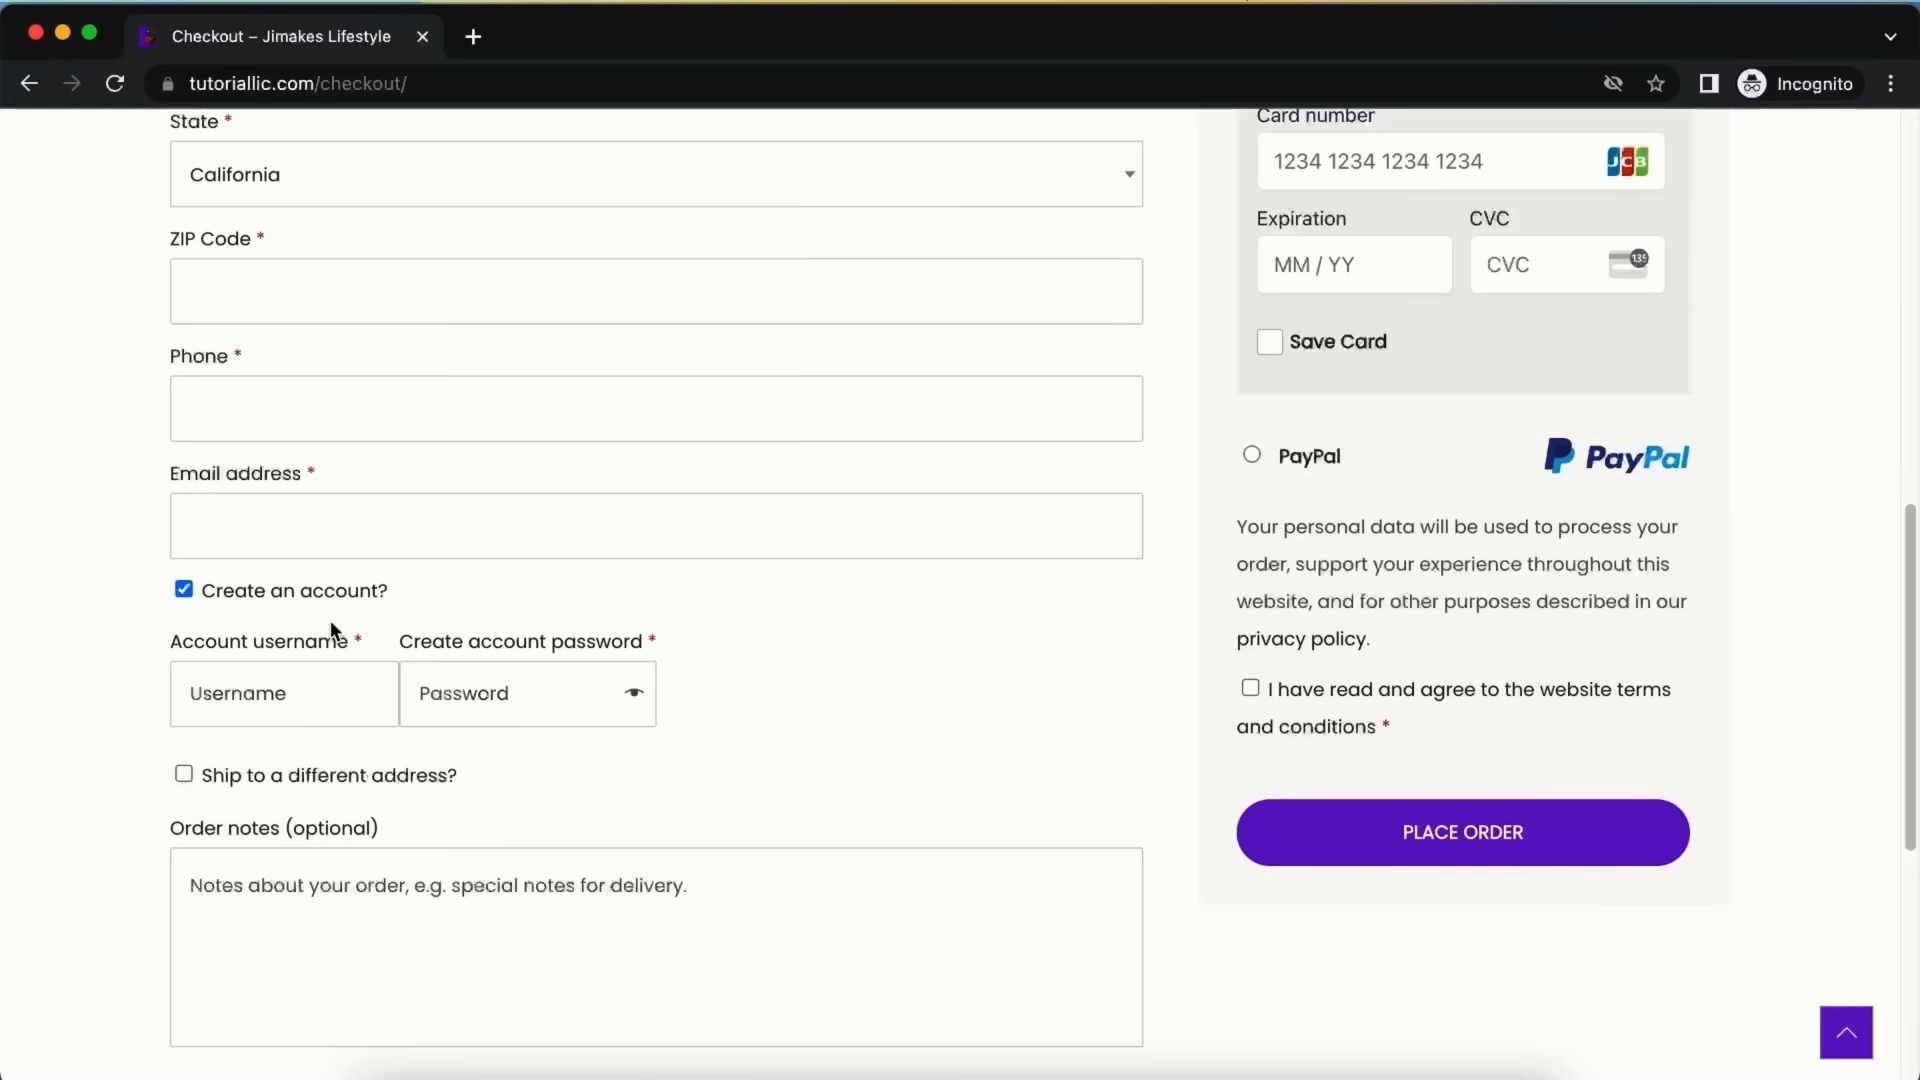 Checkout – Jimakes Lifestyle
tutoriallic.com/checkout/
Incognito
State *
California
ZIP Code *
Phone *
Email address *
Create an account?
Account username *
Create account password *
Username
Password
Ship to a different address?
Order notes (optional)
Notes about your order, e.g. special notes for delivery.
Card number
1234 1234 1234 1234
JCB
Expiration
CVC
MM / YY
CVC
135
Save Card
PayPal
PayPal
Your personal data will be used to process your
order, support your experience throughout this
website, and for other purposes described in our
privacy policy.
I have read and agree to the website terms
and conditions *
PLACE ORDER